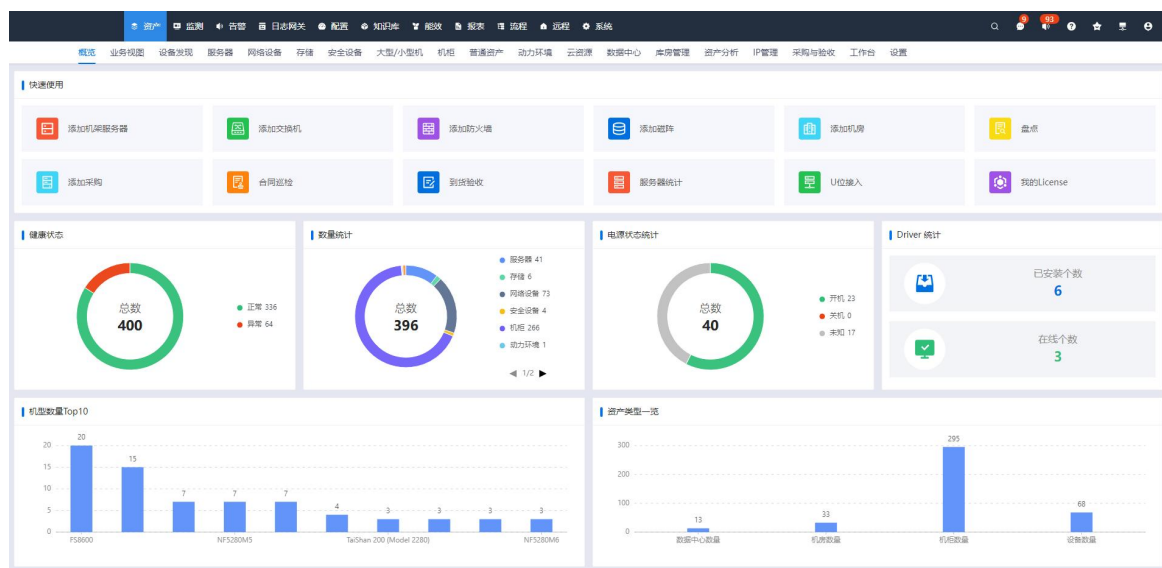 资产 监测 告警 日志网关 配置 知识库 能效 报表 流程 远程 系统 9 93
概览 业务视图 设备发现 服务器 网络设备 存储 安全设备 大型/小型机 机柜 普通资产 动力环境 云资源 数据中心 库房管理 资产分析 IP管理 采购与验收 工作台 设置
快速使用
添加机架服务器 添加交换机 添加防火墙 添加磁阵 添加机房 盘点
添加采购 合同巡检 到货验收 服务器统计 U位接入 我的License
健康状态
总数
400
正常 336
异常 64
数量统计
总数
396
服务器 41
存储 6
网络设备 73
安全设备 4
机柜 266
动力环境 1
1/2
电源状态统计
总数
40
开机 23
关机 0
未知 17
Driver 统计
已安装个数
6
在线个数
3
机型数量Top10
20
15
10
5
0
20 15 7 7 7 4 3 3 3 3
FS8600 NF5280M5 TaiShan 200 (Model 2280) NF5280M6
资产类型一览
300
200
100
0
13 33 295 68
数据中心数量 机房数量 机柜数量 设备数量